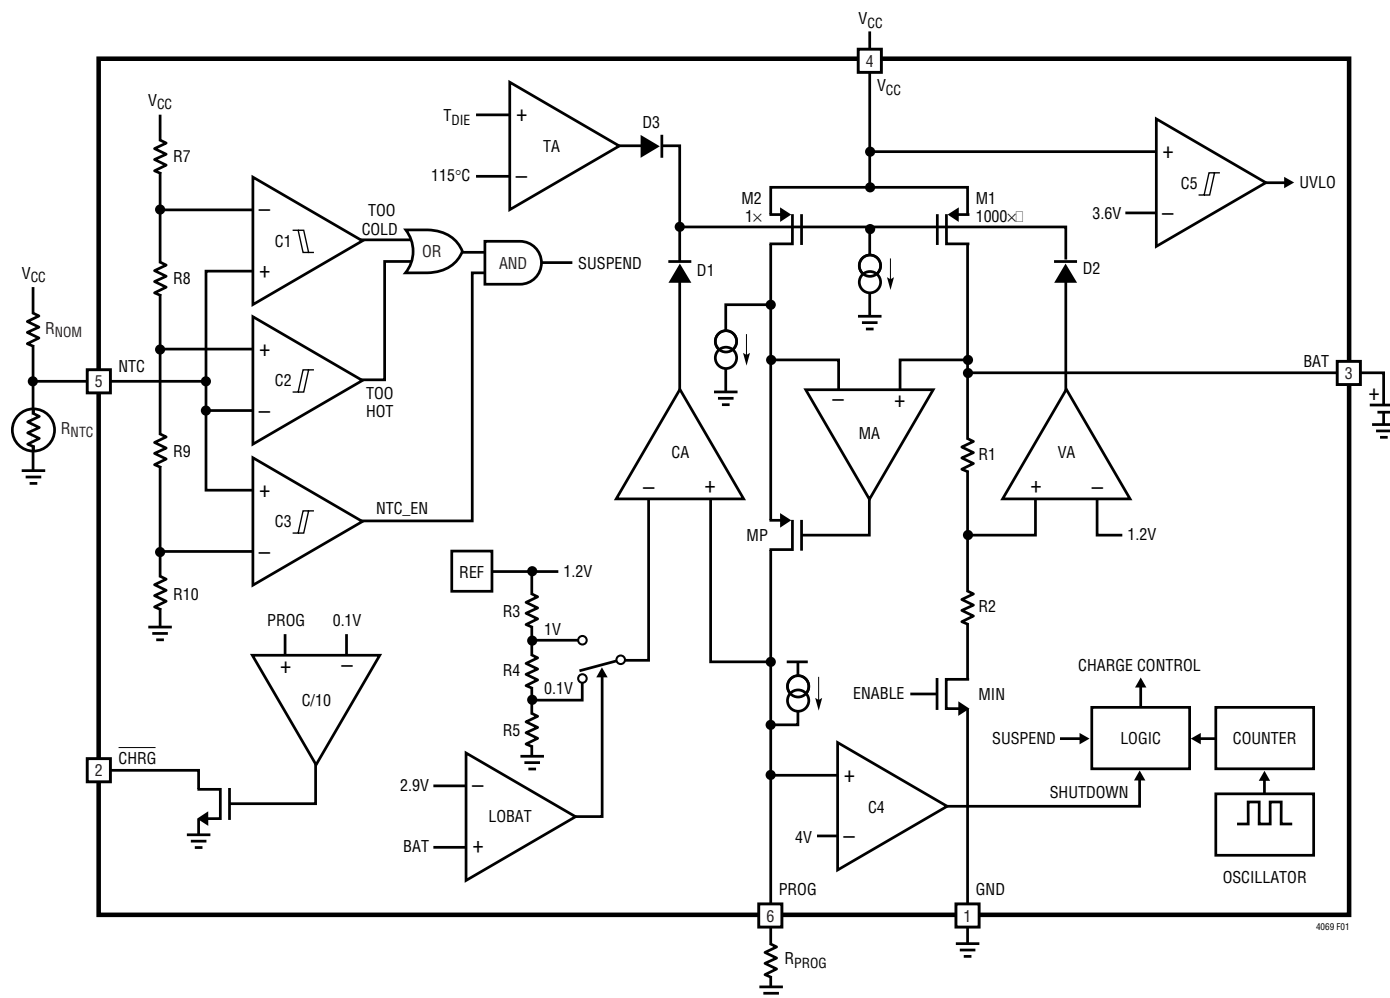 VCC
4
VCC
VCC
R7
R8
R9
R10
C1
TOO
COLD
C2
TOO
HOT
C3
NTC_EN
OR
AND
SUSPEND
VCC
RNOM
5
NTC
RNTC
TDIE
115°C
TA
D3
M2
1×
M1
1000×□
D1
D2
C5
3.6V
UVLO
BAT
3
+
MA
CA
VA
R1
1.2V
MP
R2
REF
1.2V
R3
1V
R4
0.1V
R5
PROG
0.1V
C/10
CHRG
2
2.9V
BAT
LOBAT
ENABLE
MIN
CHARGE CONTROL
SUSPEND
LOGIC
COUNTER
SHUTDOWN
OSCILLATOR
C4
4V
PROG
6
RPROG
GND
1
4069 F01